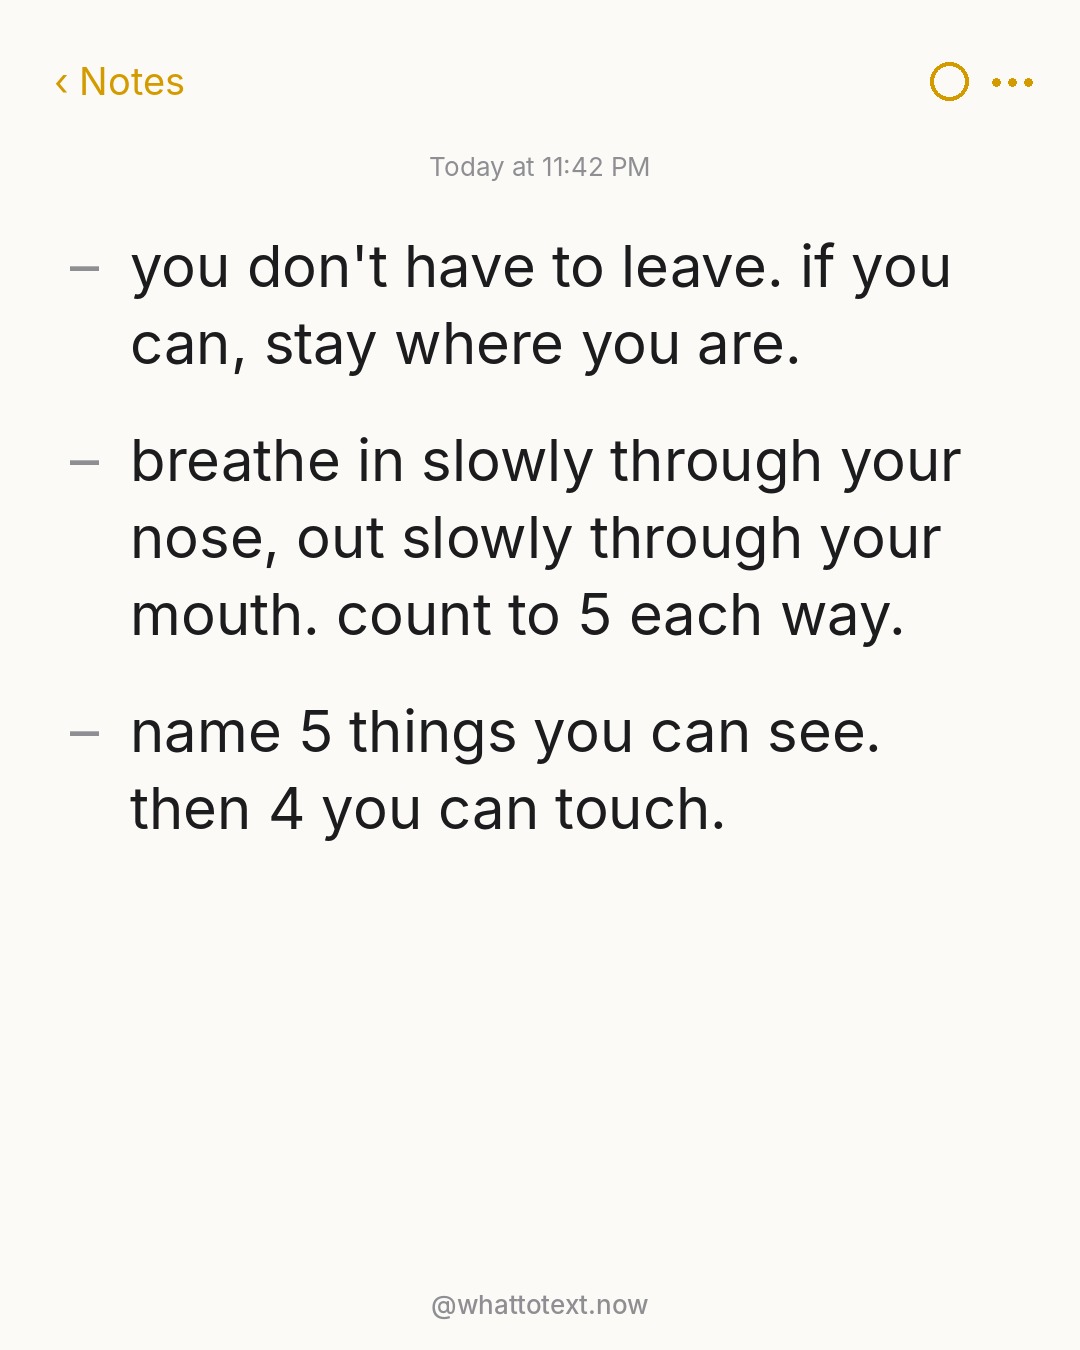 ‹ Notes
Today at 11:42 PM
– you don't have to leave. if you
can, stay where you are.
– breathe in slowly through your
nose, out slowly through your
mouth. count to 5 each way.
– name 5 things you can see.
then 4 you can touch.
@whattotext.now